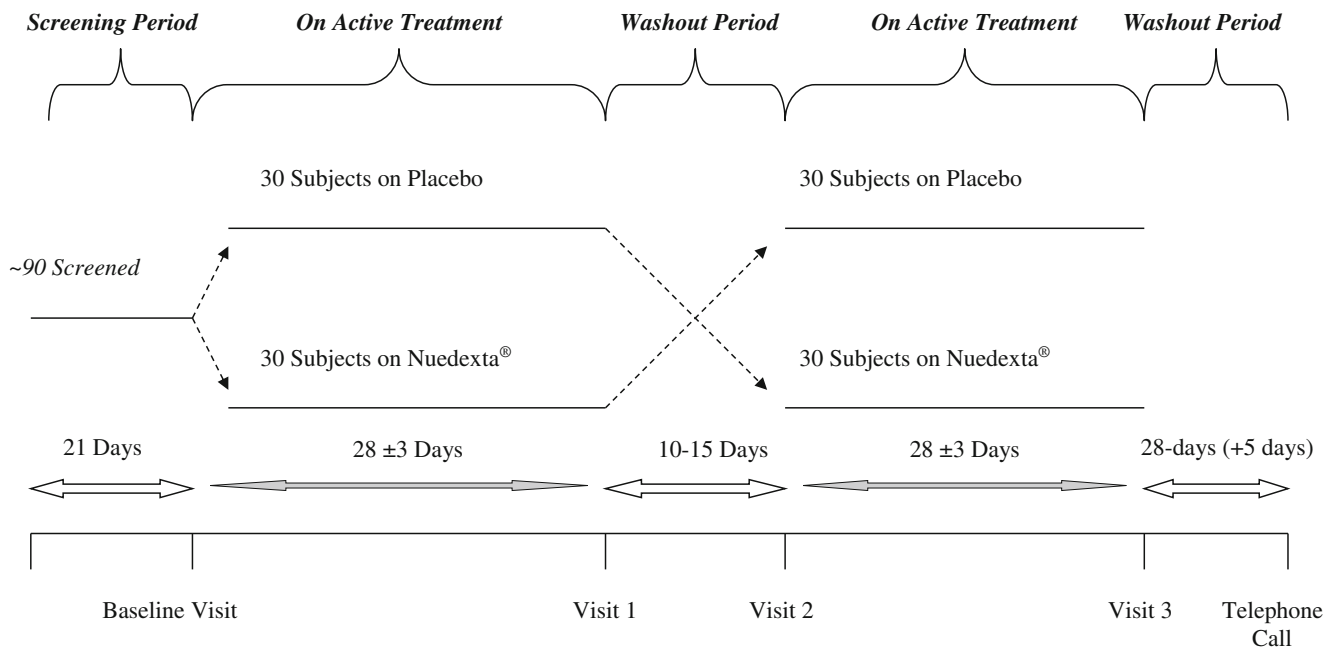 Screening Period On Active Treatment Washout Period On Active Treatment Washout Period
30 Subjects on Placebo 30 Subjects on Placebo
~90 Screened
30 Subjects on Nuedexta® 30 Subjects on Nuedexta®
21 Days 28 ±3 Days 10-15 Days 28 ±3 Days 28-days (+5 days)
Baseline Visit Visit 1 Visit 2 Visit 3 Telephone
Call